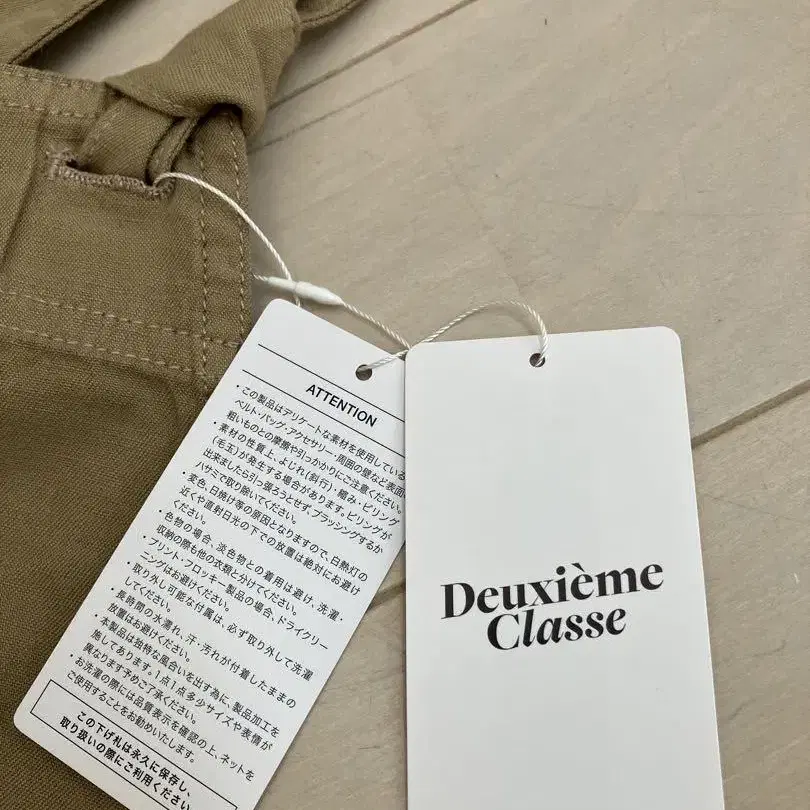 ATTENTION
・この製品はデリケートな素材を使用している
ベルト・バッグ・アクセサリー・周囲の壁など表面が
粗いものとの摩擦や引っかかりにご注意ください。
・素材の性質上、よじれ(斜行)・縮み・ピリング
(毛玉)が発生する場合があります。ピリングが
出来ましたら引っ張ろうとせず、ブラッシングするか
ハサミで取り除いてください。
・変色、日焼け等の原因となりますので、白熱灯の
近くや直射日光の下での放置は絶対にお避け
ください。
・色物の場合、淡色物との着用は避け、洗濯・
収納の際も他の衣類と分けてください。
・プリント・フロッキー製品の場合、ドライクリー
ニングはお避けください。
・取り外し可能な付属は、必ず取り外して洗濯
してください。
・長時間の水濡れ、汗・汚れが付着したままの
放置はお避けください。
・本製品は独特な風合いを出す為に、製品加工を
施してあります。1点1点多少サイズや表情が
異なります予めご了承ください。
・お洗濯の際には品質表示を確認の上、ネットを
ご使用することをお勧めいたします。
この下げ札は永久に保存し、
取り扱いの際にご利用ください
Deuxième
Classe